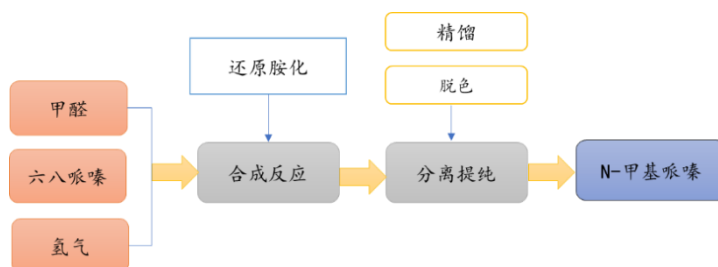 精馏
还原胺化
脱色
甲醛
六八哌嗪
合成反应
分离提纯
N-甲基哌嗪
氢气